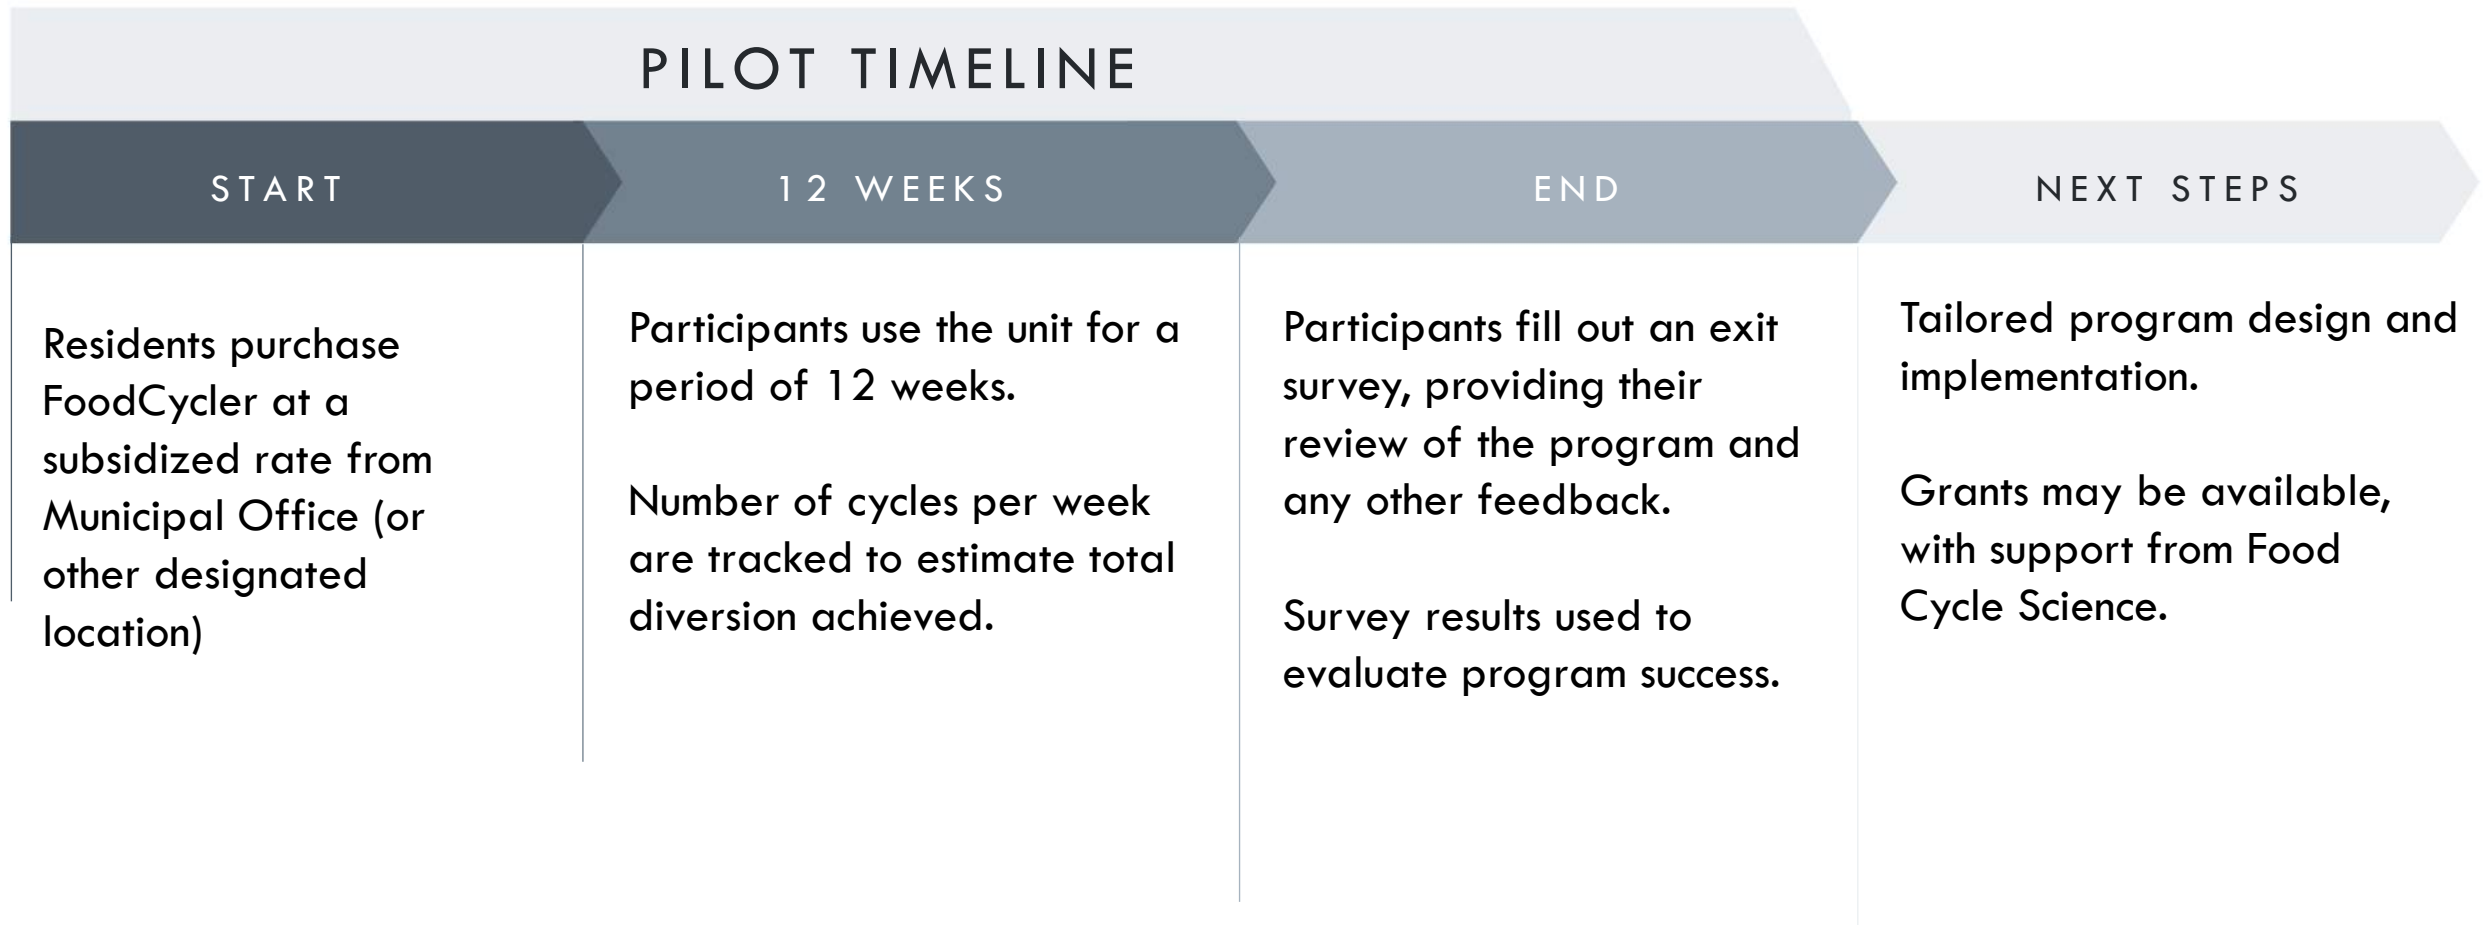 PILOT TIMELINE
START
12 WEEKS
END
NEXT STEPS
Residents purchase
FoodCycler at a
subsidized rate from
Municipal Office (or
other designated
location)
Participants use the unit for a
period of 12 weeks.
Number of cycles per week
are tracked to estimate total
diversion achieved.
Participants fill out an exit
survey, providing their
review of the program and
any other feedback.
Survey results used to
evaluate program success.
Tailored program design and
implementation.
Grants may be available,
with support from Food
Cycle Science.